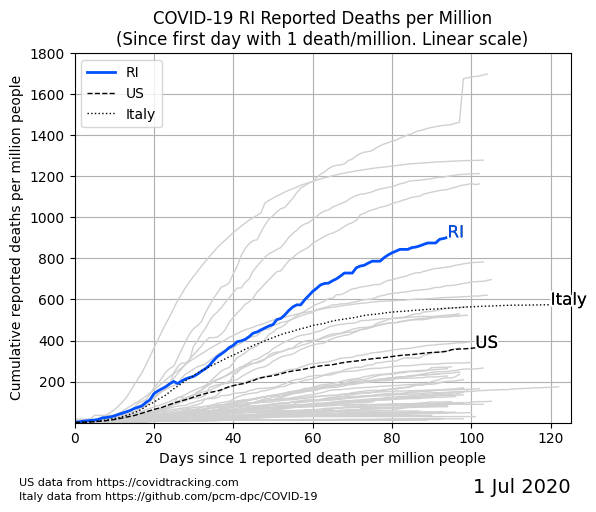 COVID-19 RI Reported Deaths per Million
(Since first day with 1 death/million. Linear scale)
Cumulative reported deaths per million people
1800
1600
1400
1200
1000
800
600
400
200
RI
US
Italy
RI
Italy
US
0
20
40
60
80
100
120
Days since 1 reported death per million people
US data from https://covidtracking.com
Italy data from https://github.com/pcm-dpc/COVID-19
1 Jul 2020